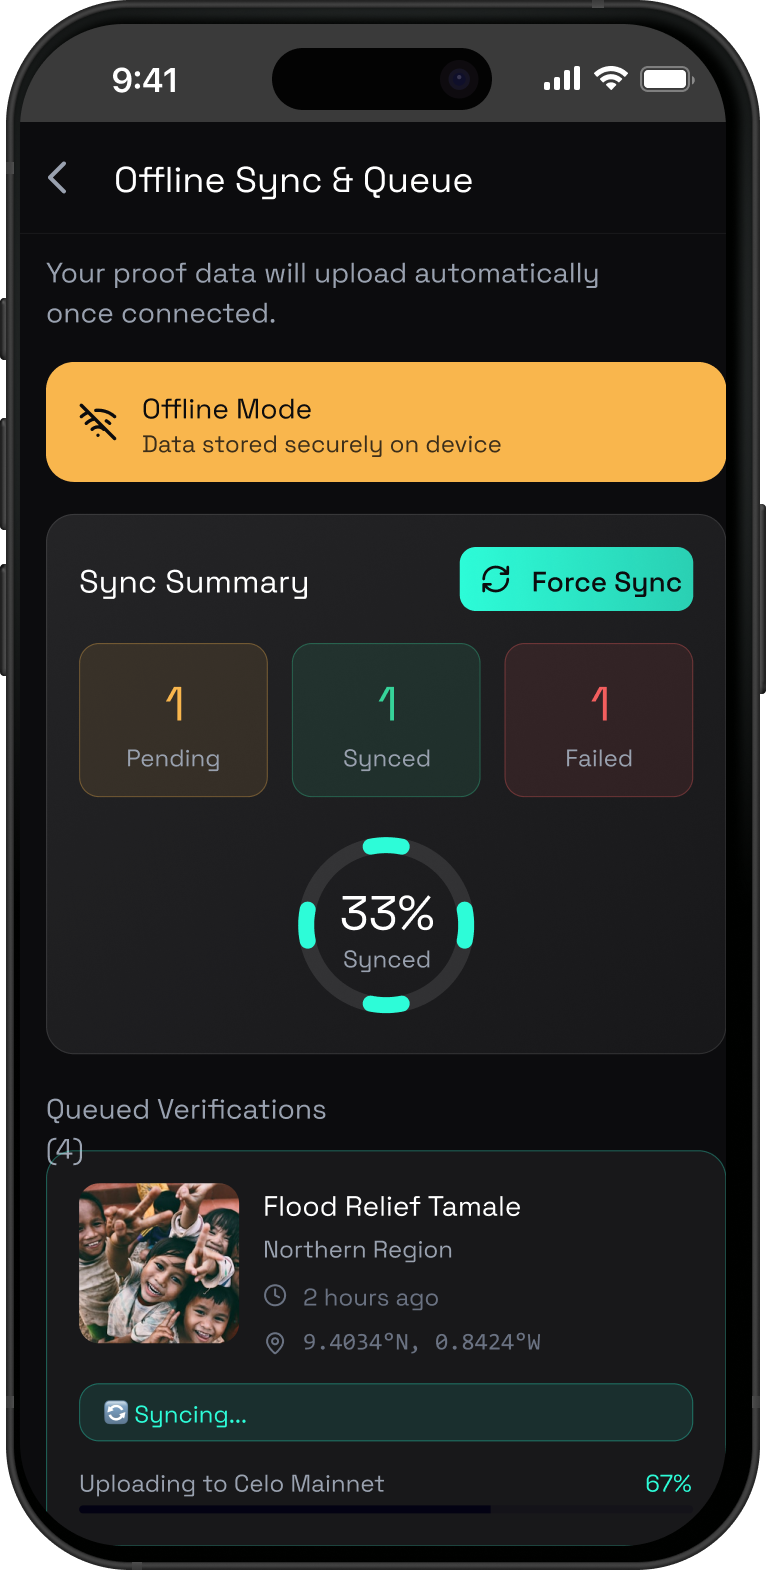 9:41
Offline Sync & Queue
Your proof data will upload automatically
once connected.
Offline Mode
Data stored securely on device
Sync Summary
Force Sync
1 1 1
Pending Synced Failed
33%
Synced
Queued Verifications
(4)
Flood Relief Tamale
Northern Region
2 hours ago
9.4034°N, 0.8424°W
Syncing...
Uploading to Celo Mainnet 67%